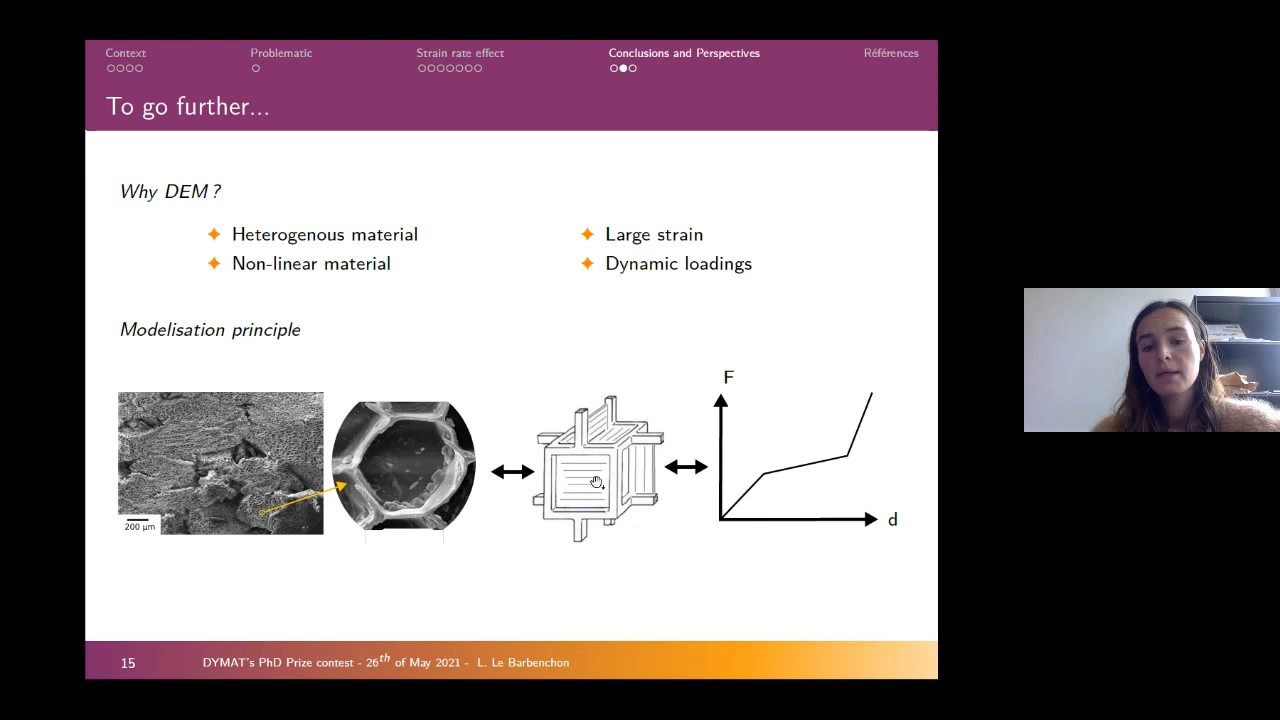 Context Problematic Strain rate effect Conclusions and Perspectives Références
To go further...
Why DEM ?
Heterogenous material
Non-linear material
Large strain
Dynamic loadings
Modelisation principle
200 µm
F
d
15 DYMAT's PhD Prize contest - 26th of May 2021 - L. Le Barbenchon